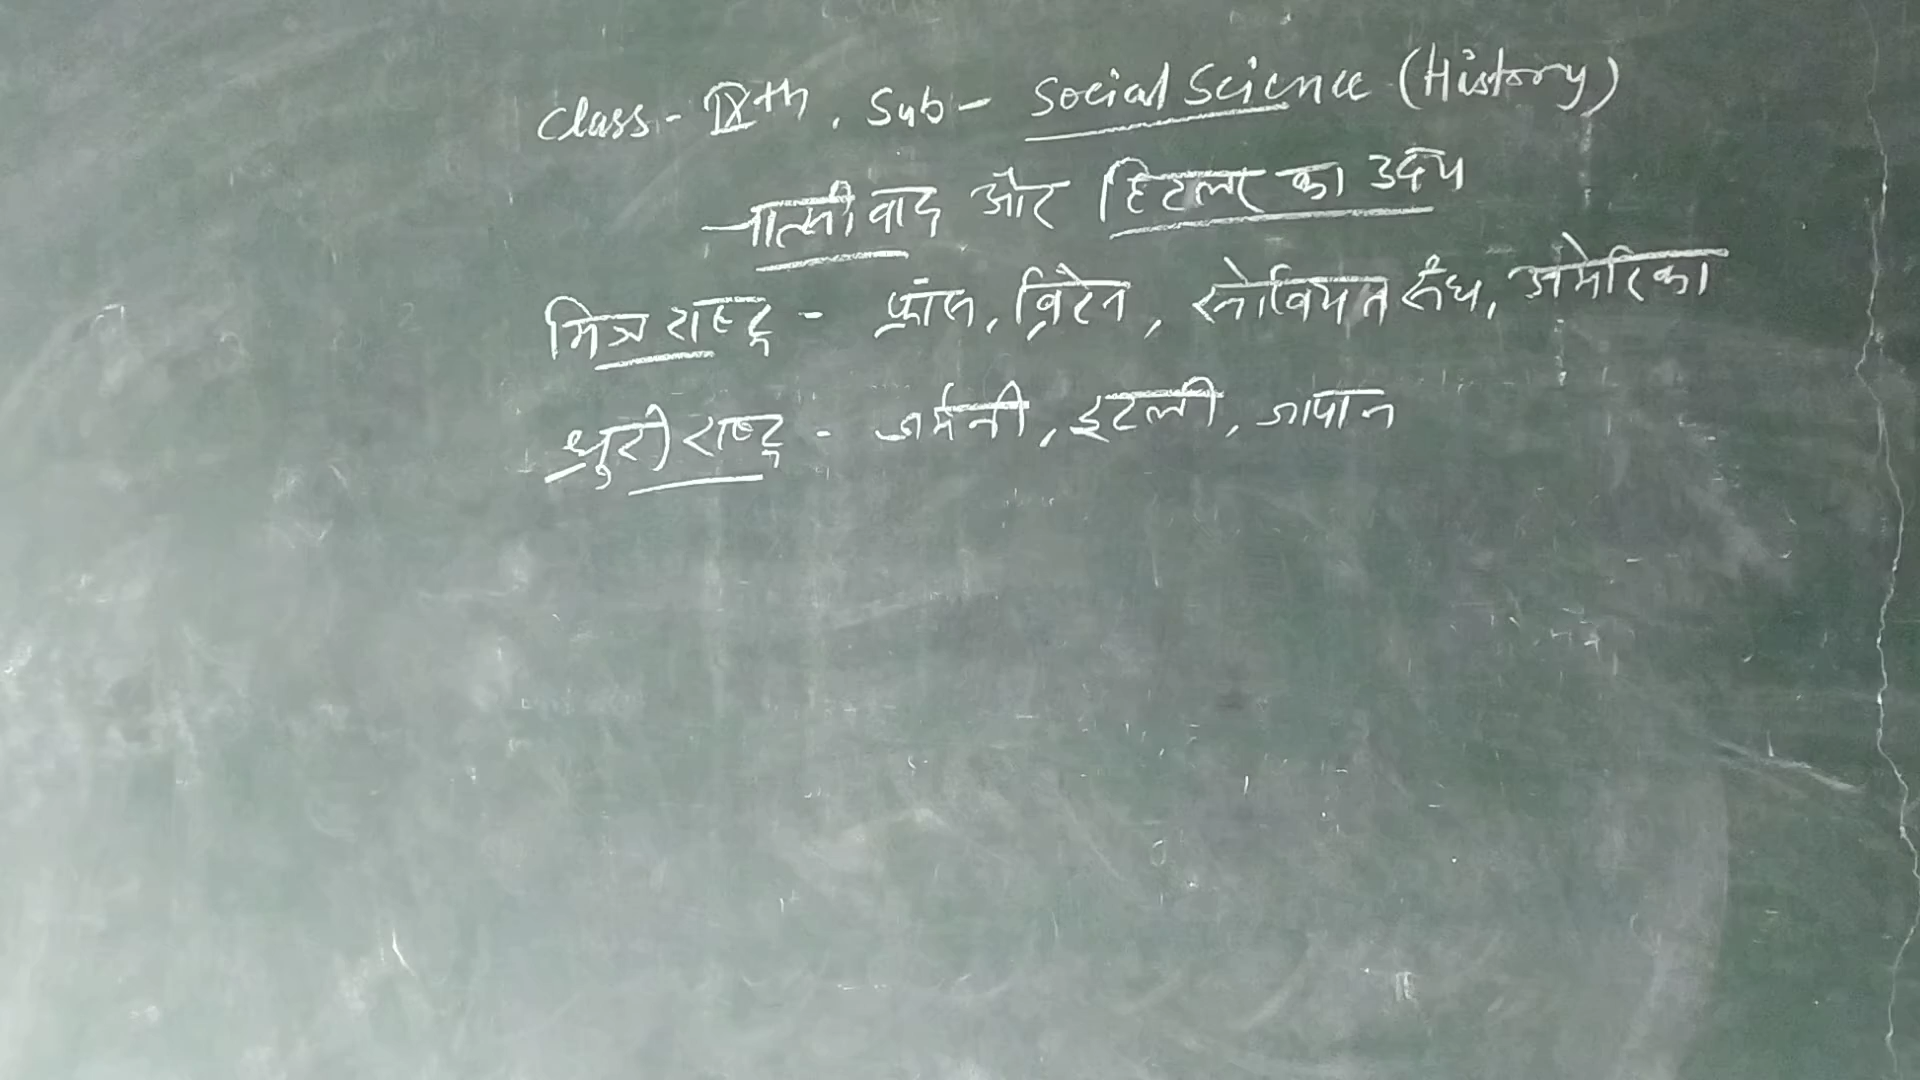 Class - IXth, Sub - Social Science (History)
नात्सीवाद और हिटलर का उदय
मित्र राष्ट्र - फ्रांस, ब्रिटेन, सोवियत संघ, अमेरिका
धुरी राष्ट्र - जर्मनी, इटली, जापान